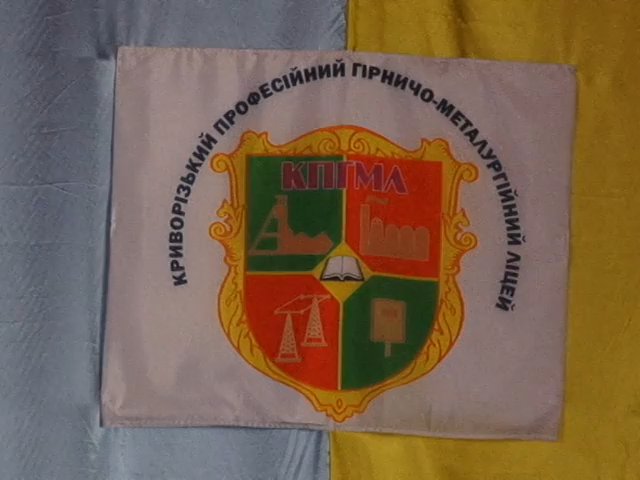 КРИВОРІЗЬКИЙ ПРОФЕСІЙНИЙ ГІРНИЧО-МЕТАЛУРГІЙНИЙ ЛІЦЕЙ
КПГМЛ